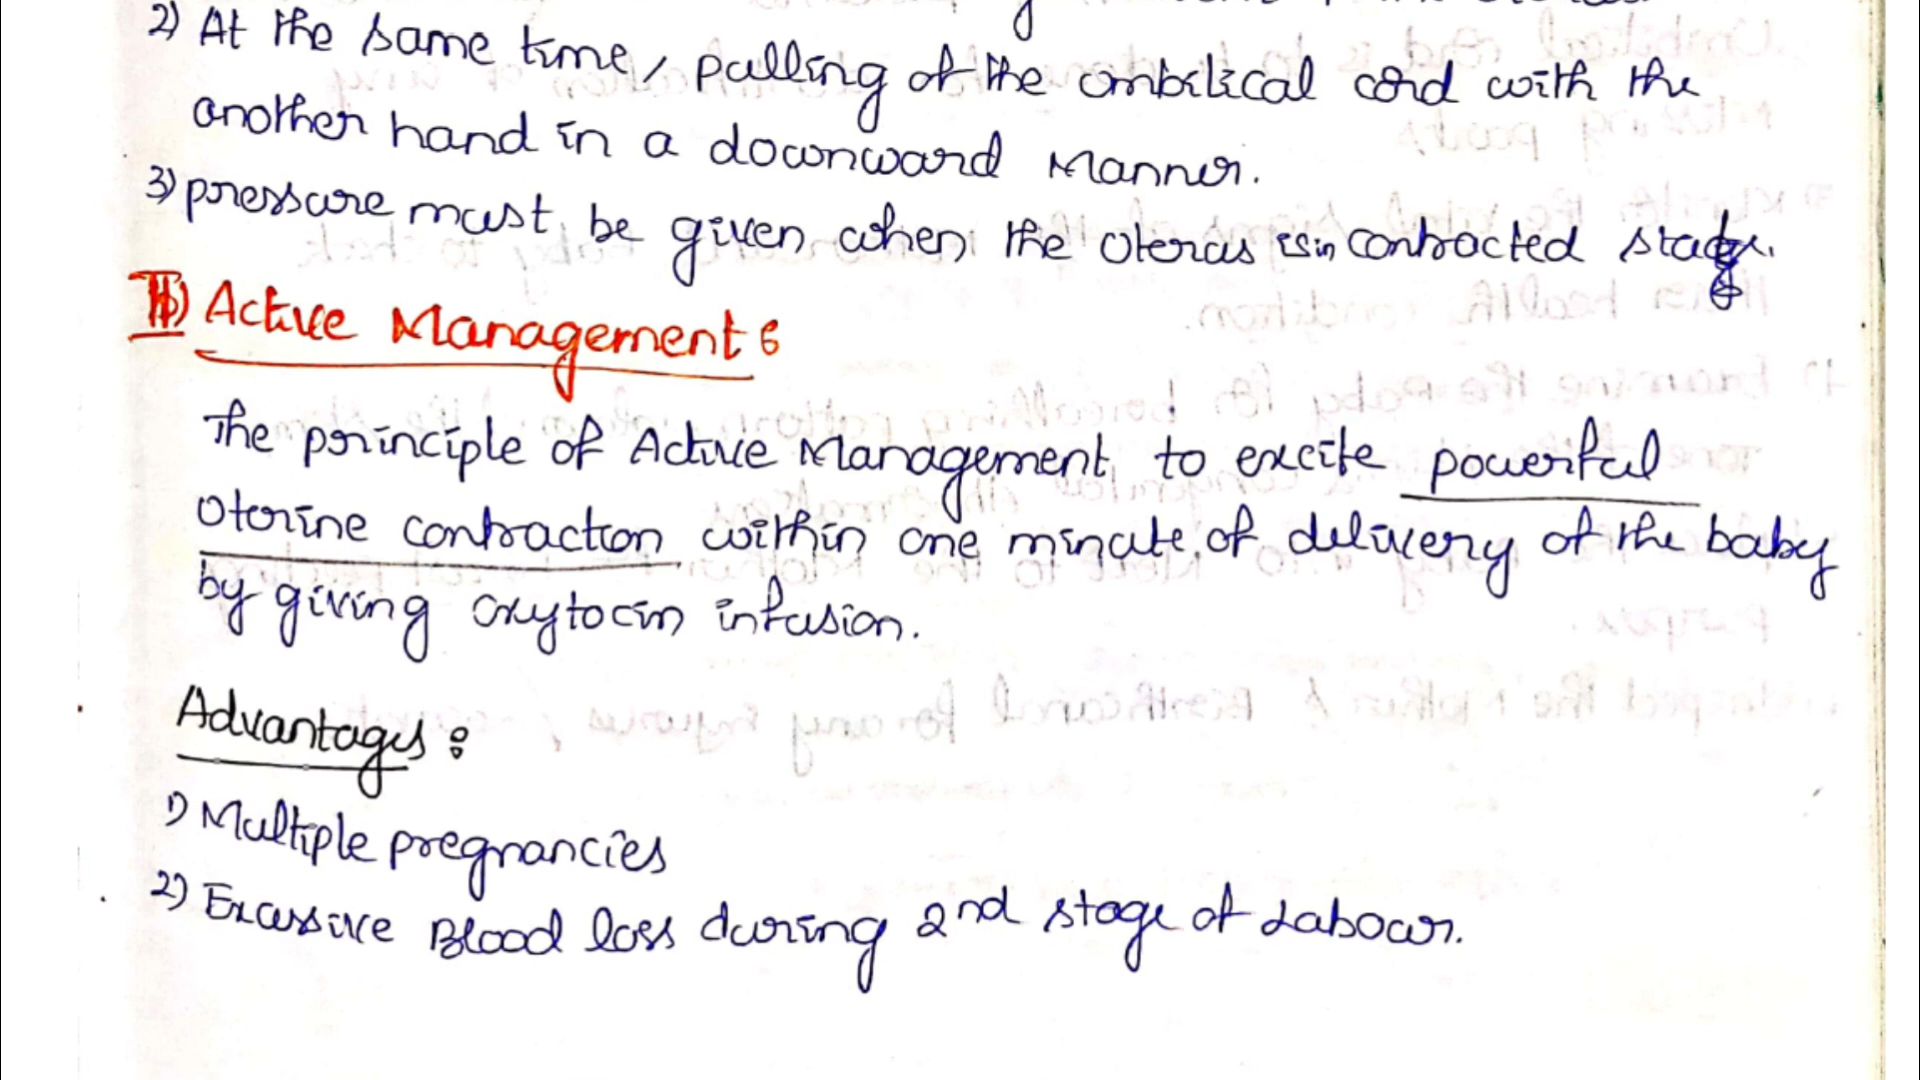 2) At the same time, pulling of the umbilical cord with the
another hand in a downward Manner.
3) pressure must be given when the Uterus is in contracted stage.
II) Active Management :
The principle of Active Management to excite powerful
Uterine contraction within one minute of delivery of the baby
by giving oxytocin infusion.
Advantages :
1) Multiple pregnancies
2) Excessive Blood loss during 2nd stage of Labour.